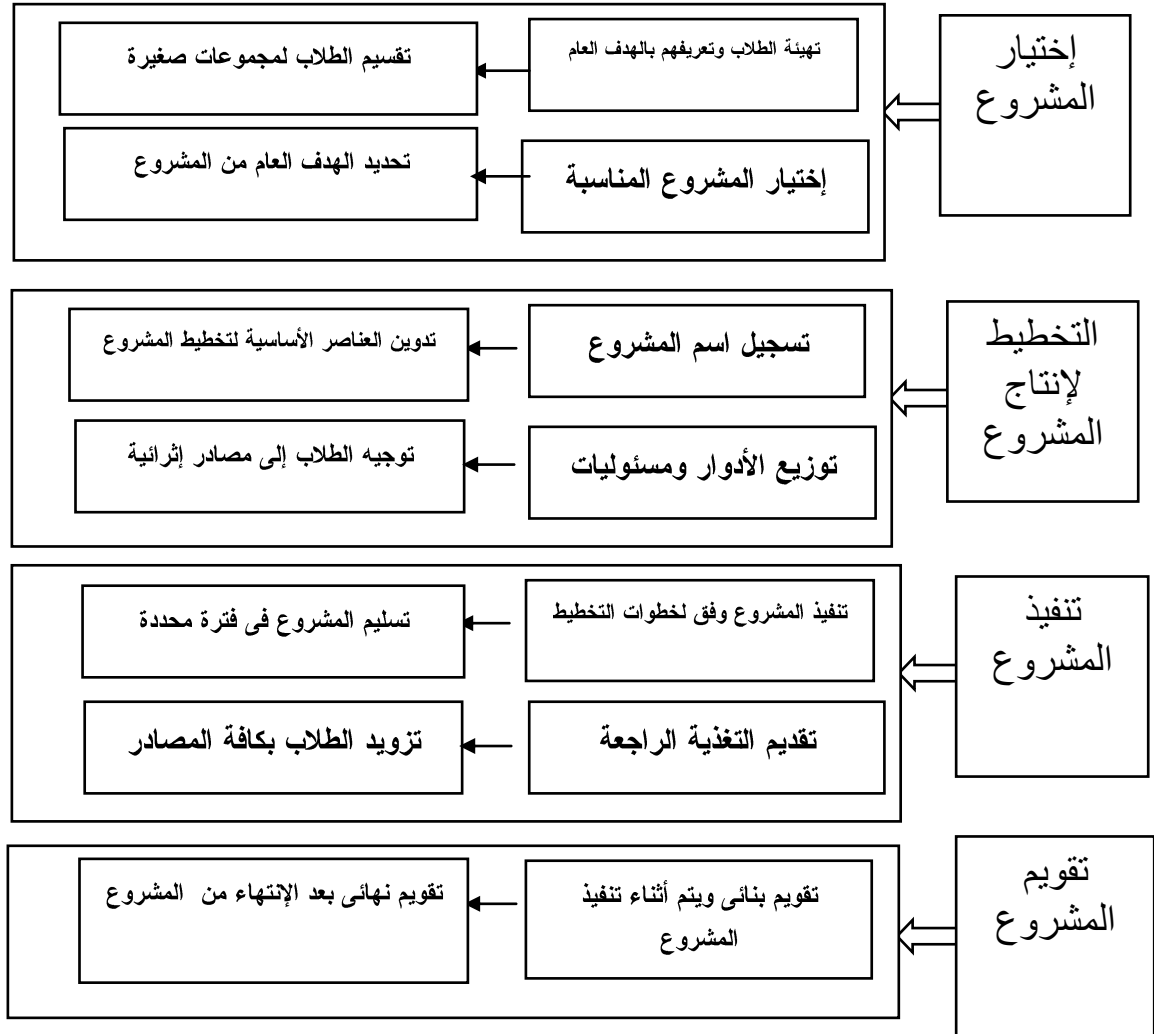 إختيار
المشروع
تهيئة الطلاب وتعريفهم بالهدف العام
تقسيم الطلاب لمجموعات صغيرة
إختيار المشروع المناسبة
تحديد الهدف العام من المشروع
التخطيط
لإنتاج
المشروع
تسجيل اسم المشروع
تدوين العناصر الأساسية لتخطيط المشروع
توزيع الأدوار ومسئوليات
توجيه الطلاب إلى مصادر إثرائية
تنفيذ
المشروع
تنفيذ المشروع وفق لخطوات التخطيط
تسليم المشروع فى فترة محددة
تقديم التغذية الراجعة
تزويد الطلاب بكافة المصادر
تقويم
المشروع
تقويم بنائى ويتم أثناء تنفيذ
المشروع
تقويم نهائى بعد الإنتهاء من المشروع